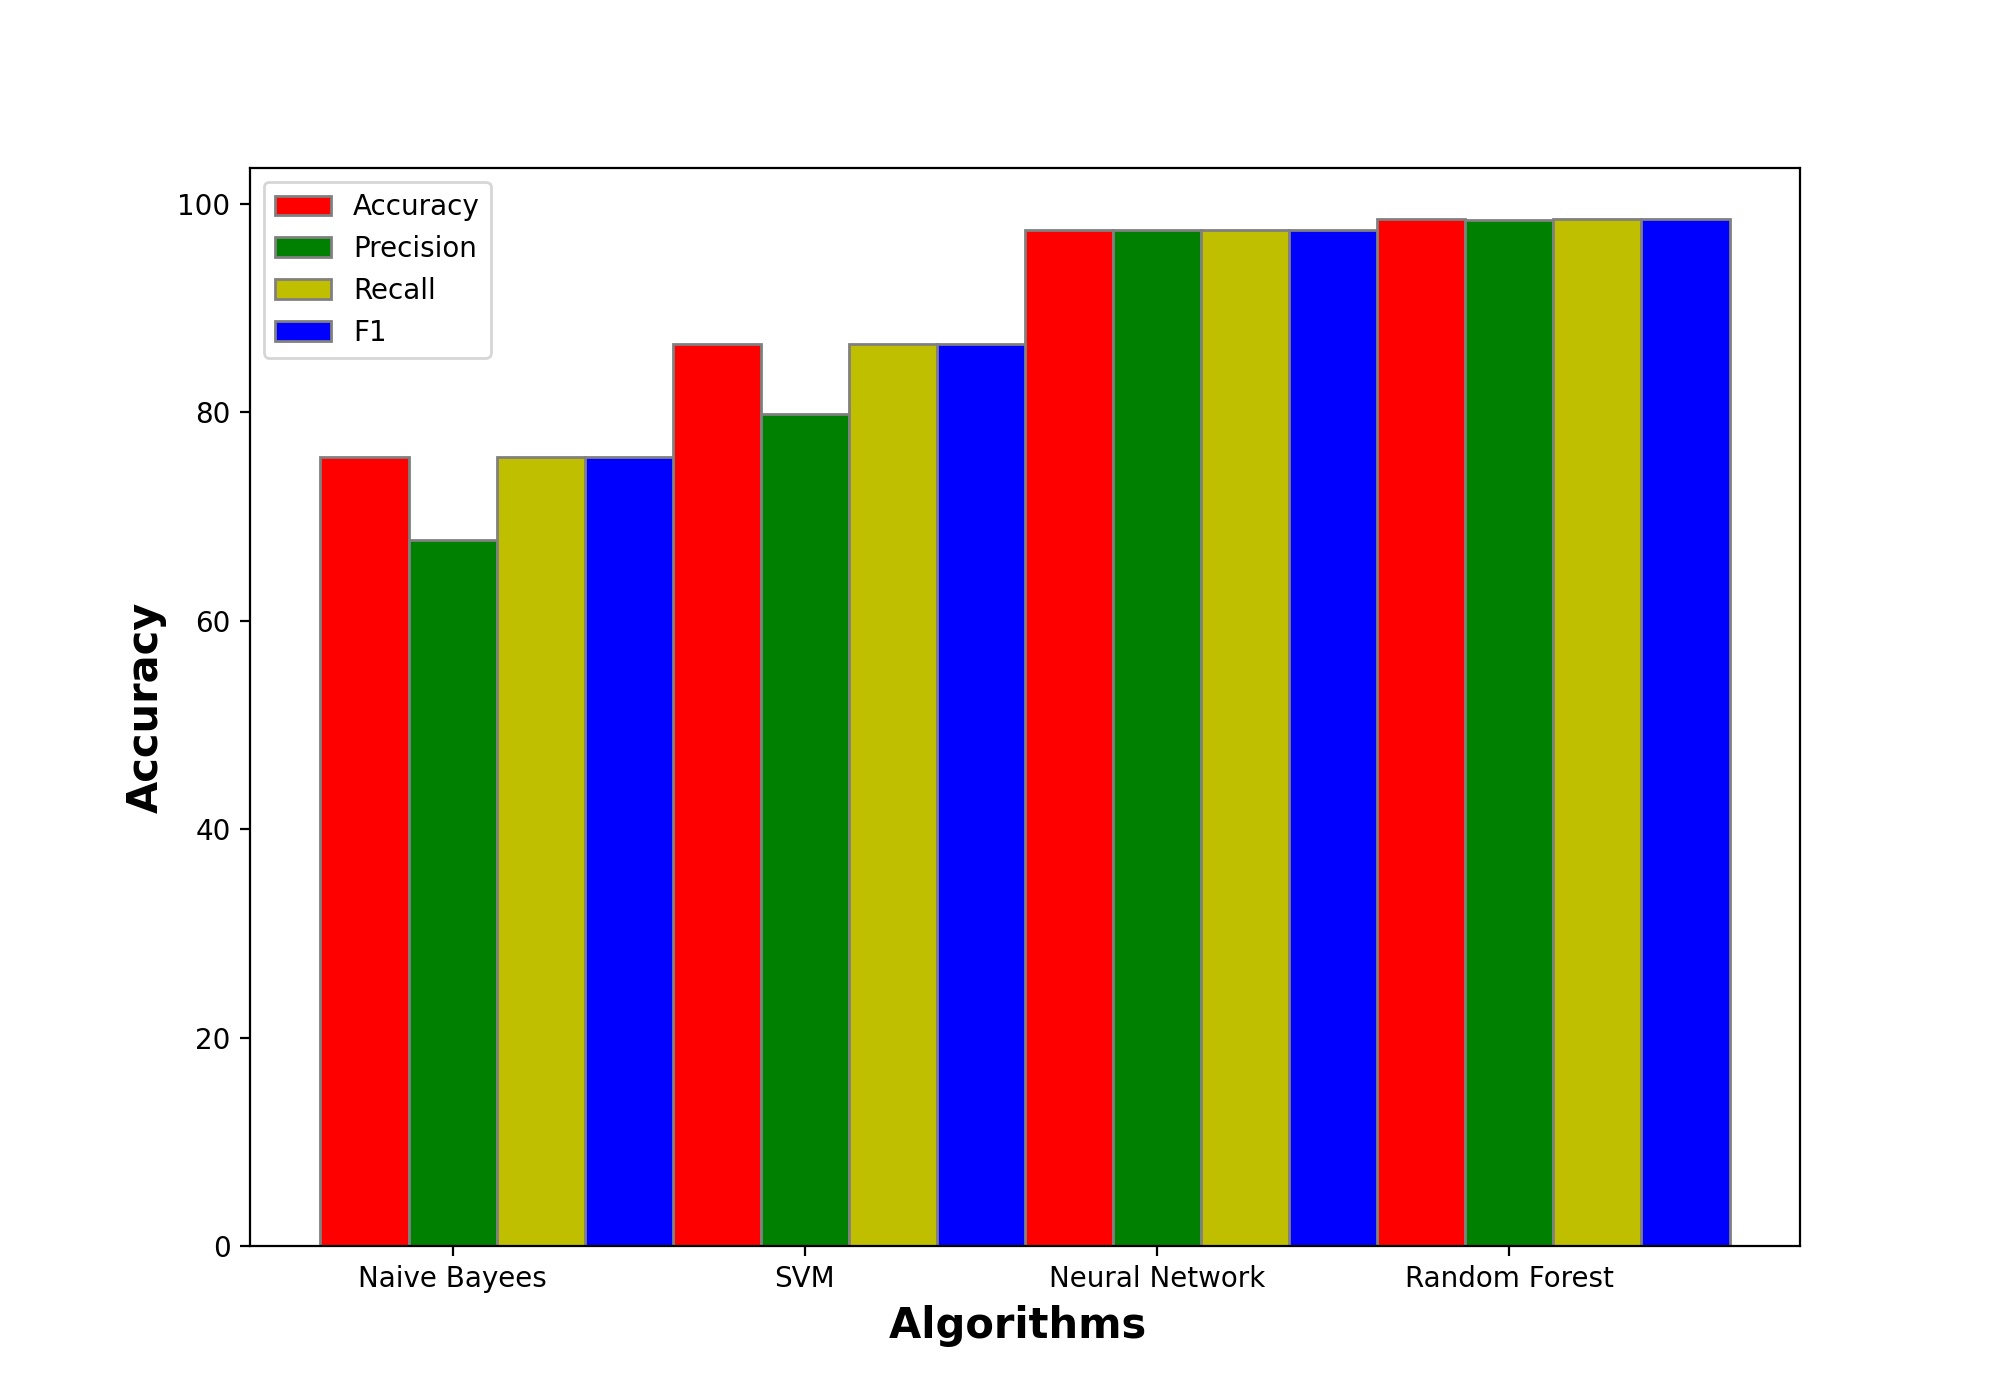 100
80
60
40
20
0
Accuracy
Accuracy
Precision
Recall
F1
Naive Bayees
SVM
Neural Network
Random Forest
Algorithms